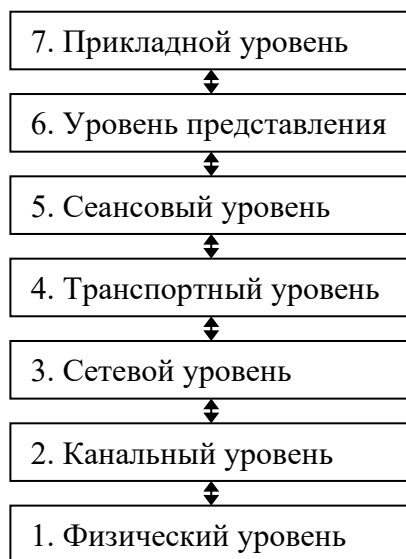 7. Прикладной уровень
6. Уровень представления
5. Сеансовый уровень
4. Транспортный уровень
3. Сетевой уровень
2. Канальный уровень
1. Физический уровень